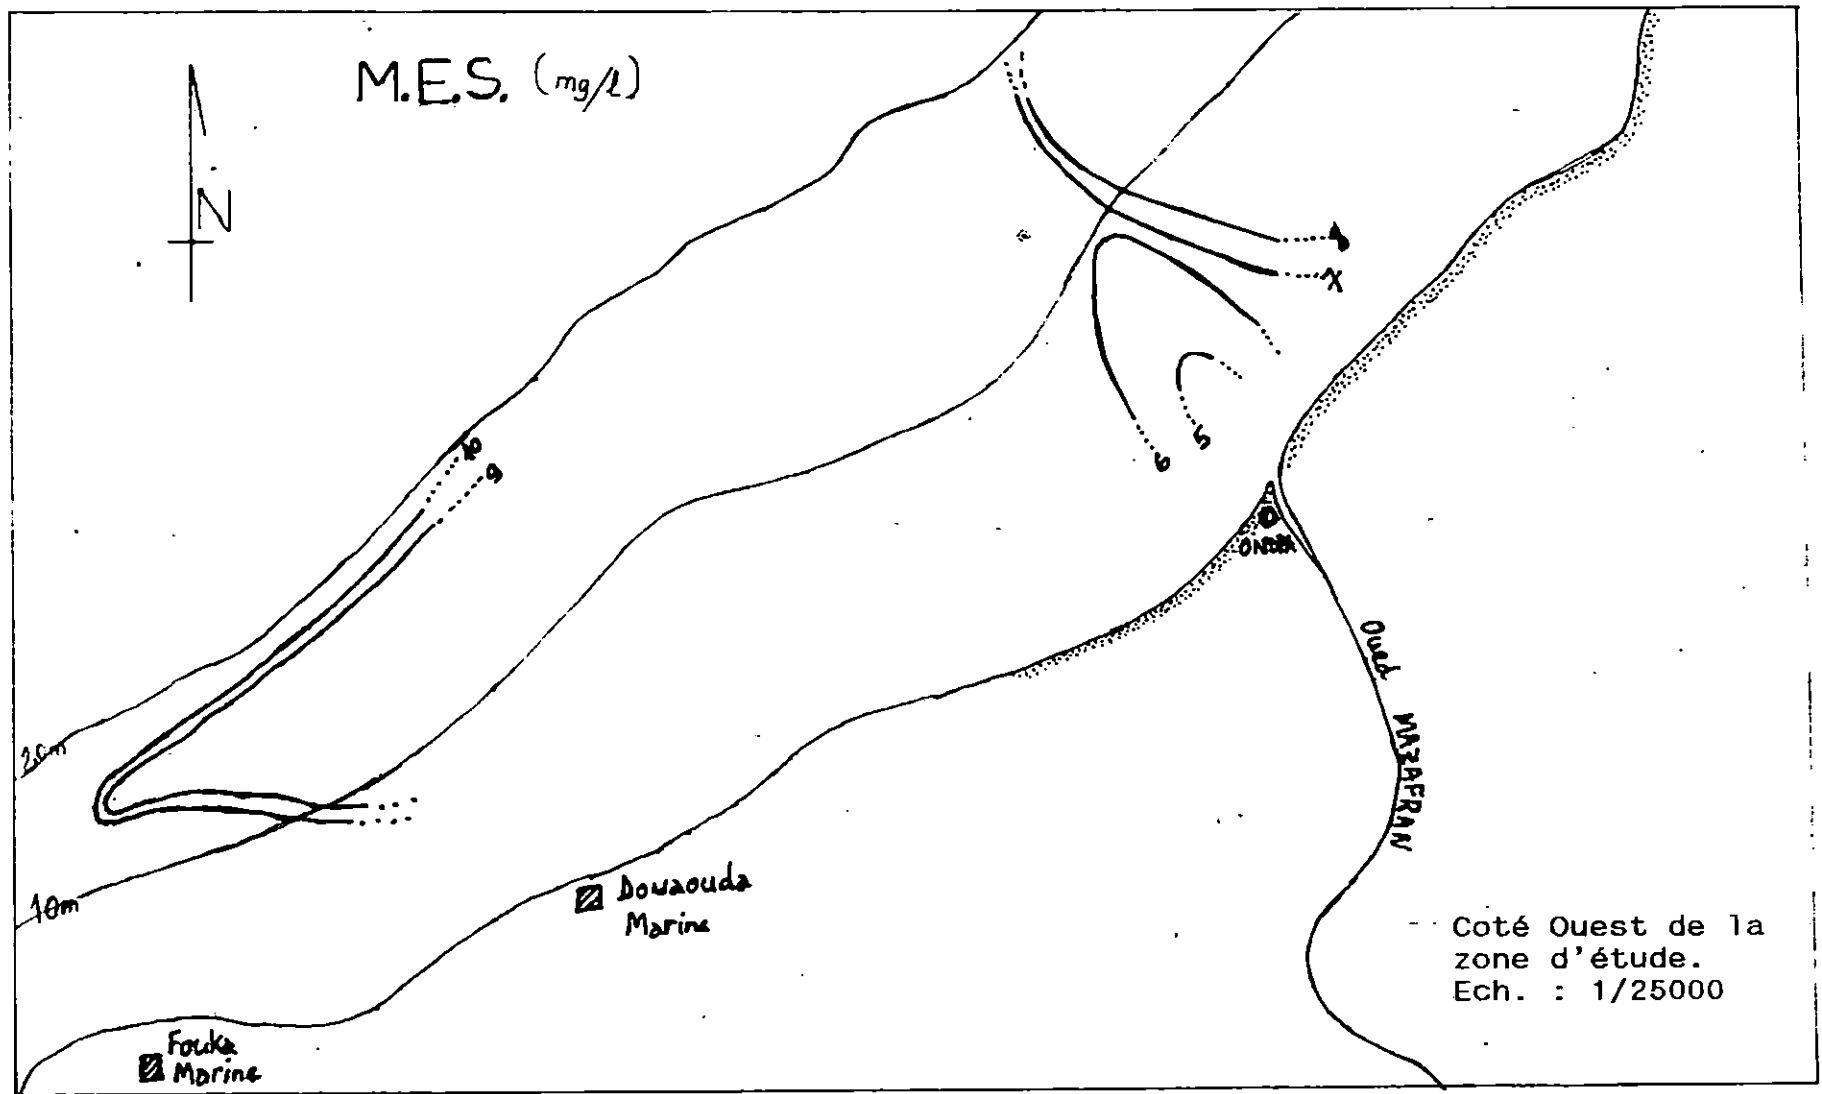 M.E.S. (mg/l)
N
6
5
10
9
20m
10m
Oued
MAZAFRAN
Douaouda
Marine
Fouka
Marine
Coté Ouest de la
zone d'étude.
Ech. : 1/25000